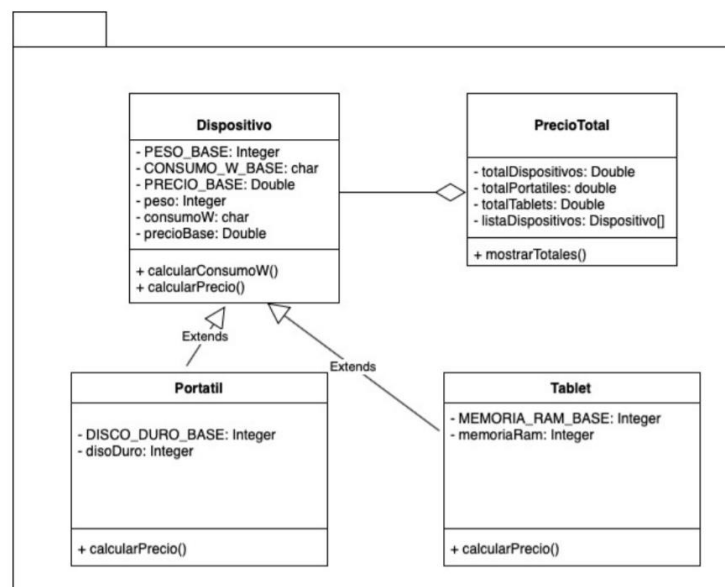 Dispositivo
- PESO_BASE: Integer
- CONSUMO_W_BASE: char
- PRECIO_BASE: Double
- peso: Integer
- consumoW: char
- precioBase: Double
+ calcularConsumoW()
+ calcularPrecio()
PrecioTotal
- totalDispositivos: Double
- totalPortatiles: double
- totalTablets: Double
- listaDispositivos: Dispositivo[]
+ mostrarTotales()
Extends
Extends
Portatil
- DISCO_DURO_BASE: Integer
- disoDuro: Integer
+ calcularPrecio()
Tablet
- MEMORIA_RAM_BASE: Integer
- memoriaRam: Integer
+ calcularPrecio()